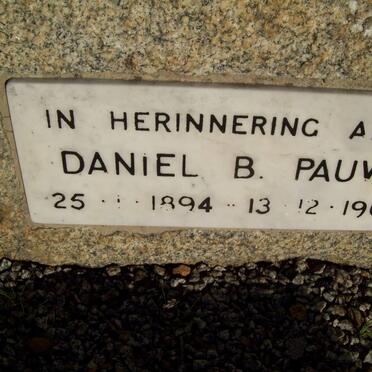 IN HERINNERING A
DANIEL B. PAUW
25 · 1 · 1894 -- 13 · 12 · 19